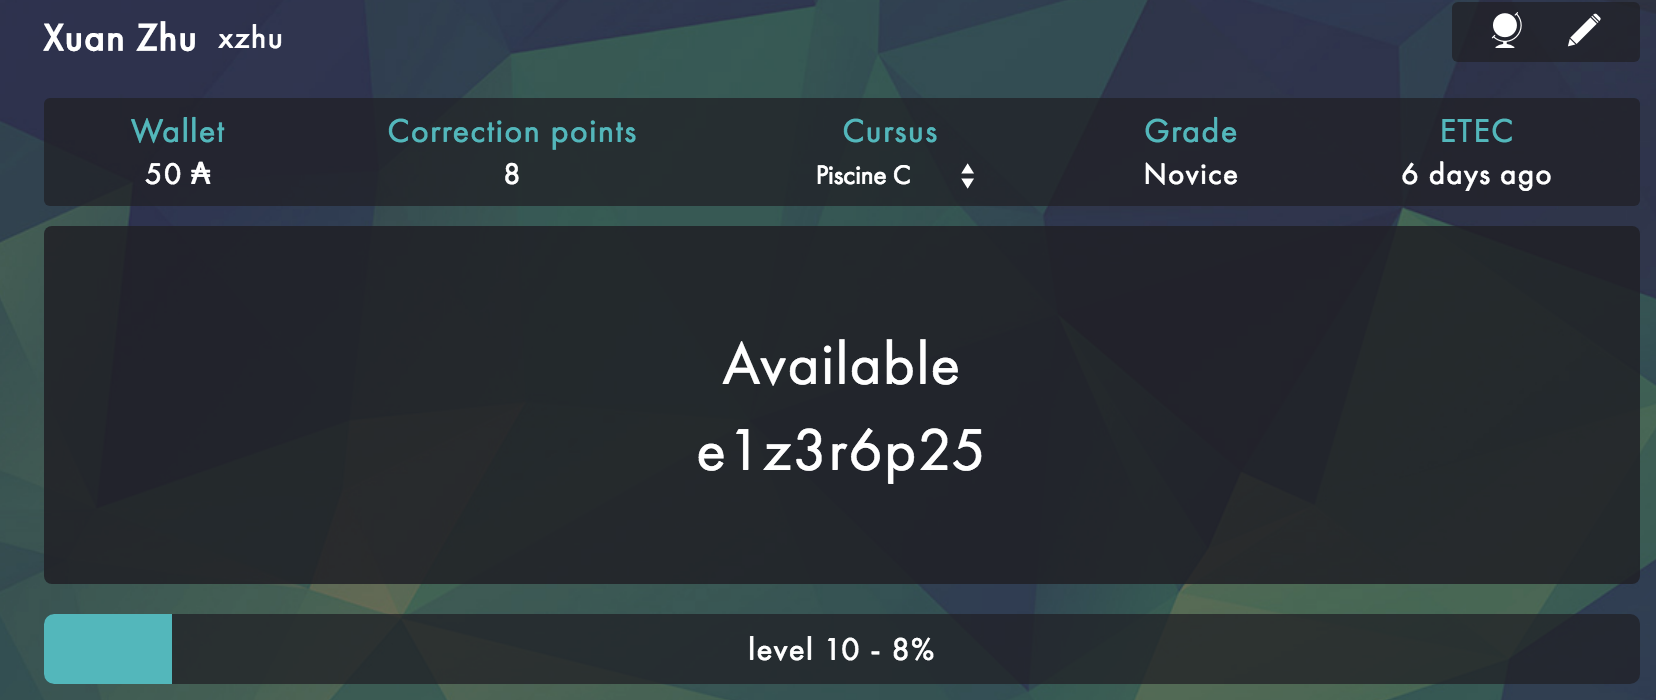 Xuan Zhu xzhu
Wallet Correction points Cursus Grade ETEC
50 ₳ 8 Piscine C Novice 6 days ago
Available
e1z3r6p25
level 10 - 8%